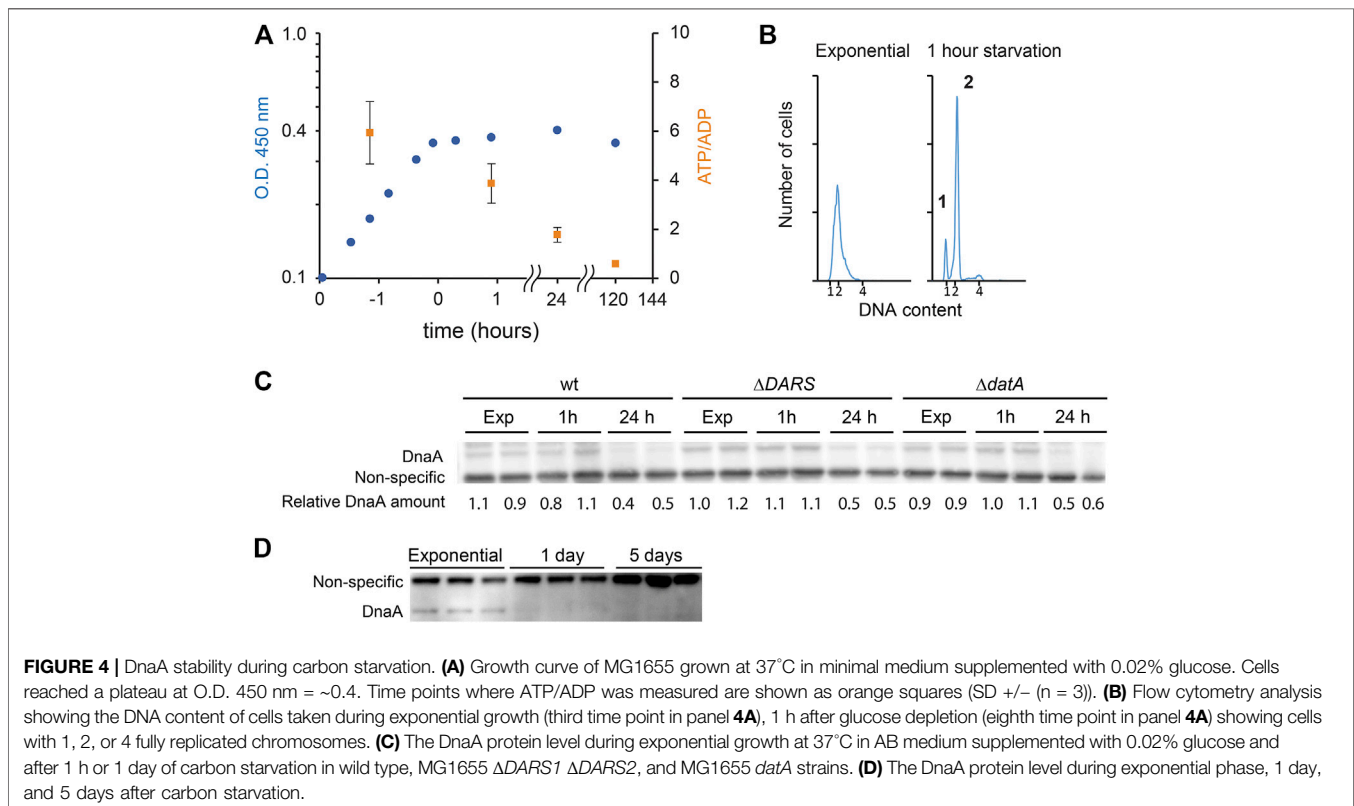 A
1.0
0.4
0.1
O.D. 450 nm
10
8
6
4
2
0
ATP/ADP
0 -1 0 1 24 120 144
time (hours)
B
Exponential 1 hour starvation
Number of cells
1
2
12 4 12 4
DNA content
C
wt ΔDARS ΔdatA
Exp 1h 24 h Exp 1h 24 h Exp 1h 24 h
DnaA
Non-specific
Relative DnaA amount 1.1 0.9 0.8 1.1 0.4 0.5 1.0 1.2 1.1 1.1 0.5 0.5 0.9 0.9 1.0 1.1 0.5 0.6
D
Exponential 1 day 5 days
Non-specific
DnaA
FIGURE 4 | DnaA stability during carbon starvation. (A) Growth curve of MG1655 grown at 37°C in minimal medium supplemented with 0.02% glucose. Cells
reached a plateau at O.D. 450 nm = ~0.4. Time points where ATP/ADP was measured are shown as orange squares (SD +/− (n = 3)). (B) Flow cytometry analysis
showing the DNA content of cells taken during exponential growth (third time point in panel 4A), 1 h after glucose depletion (eighth time point in panel 4A) showing cells
with 1, 2, or 4 fully replicated chromosomes. (C) The DnaA protein level during exponential growth at 37°C in AB medium supplemented with 0.02% glucose and
after 1 h or 1 day of carbon starvation in wild type, MG1655 ΔDARS1 ΔDARS2, and MG1655 datA strains. (D) The DnaA protein level during exponential phase, 1 day,
and 5 days after carbon starvation.